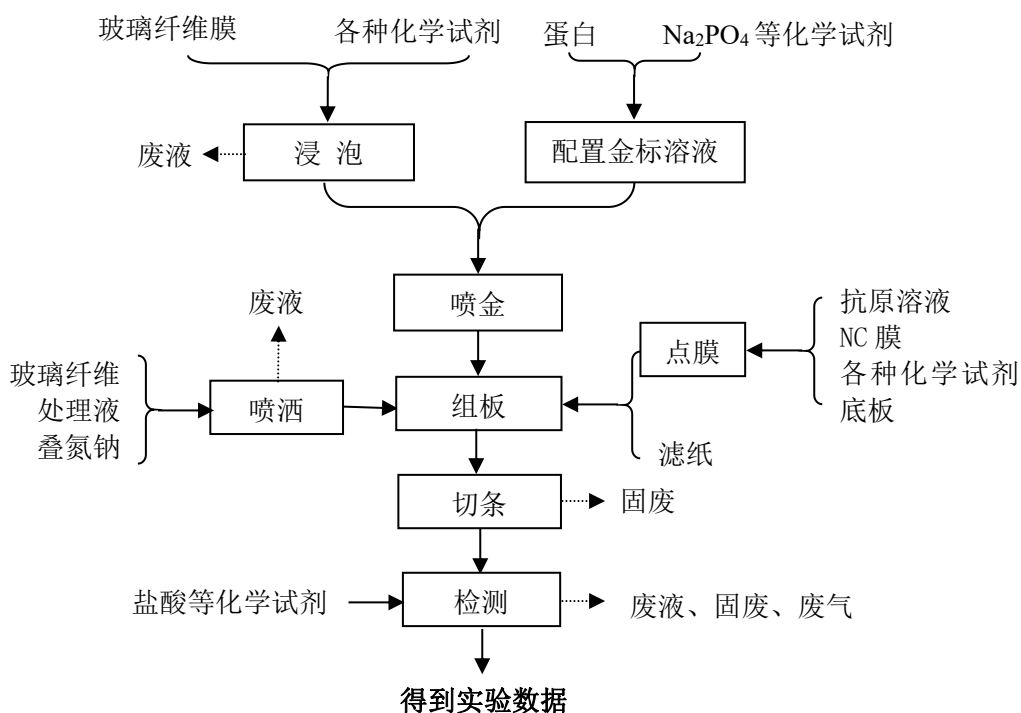 玻璃纤维膜
各种化学试剂
蛋白
Na₂PO₄等化学试剂
废液
浸 泡
配置金标溶液
喷金
废液
点膜
抗原溶液
NC膜
各种化学试剂
底板
玻璃纤维
处理液
叠氮钠
喷洒
组板
滤纸
切条
固废
盐酸等化学试剂
检测
废液、固废、废气
得到实验数据